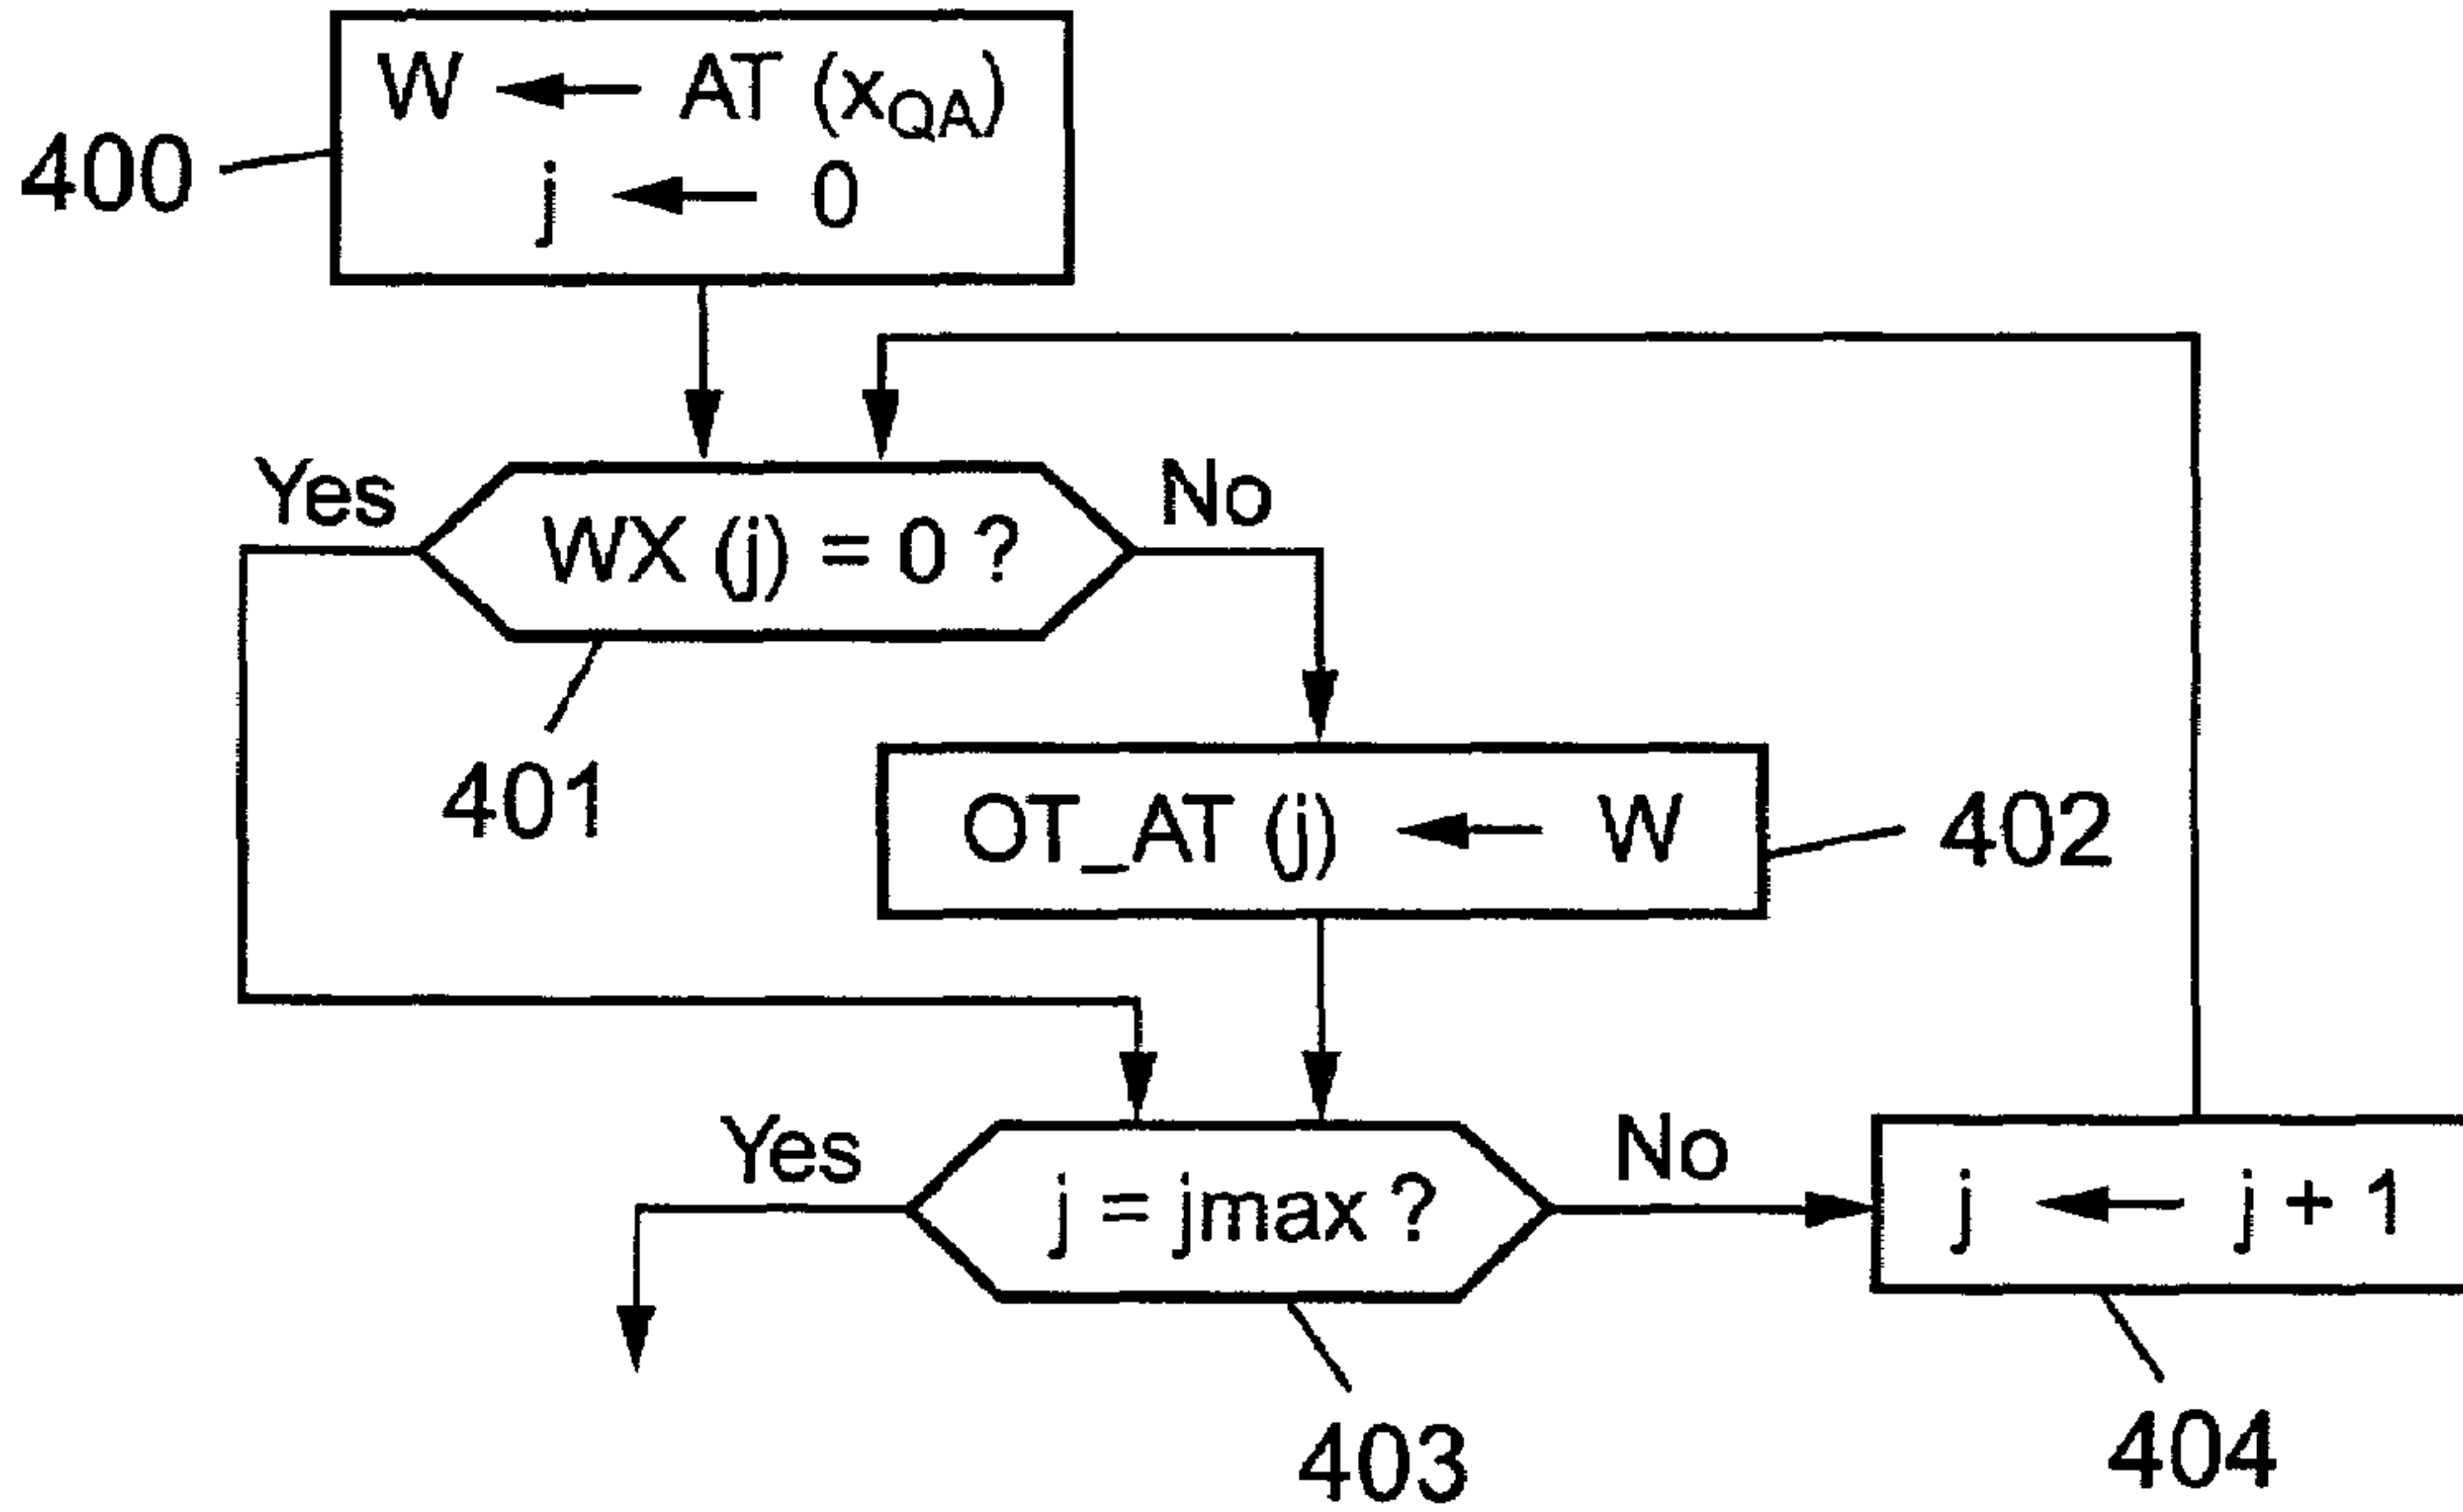 W ← AT (xQA)
j ← 0
400
Yes
No
WX (j) = 0 ?
401
OT_AT (j) ← W
402
Yes
No
j = jmax ?
j ← j + 1
403
404